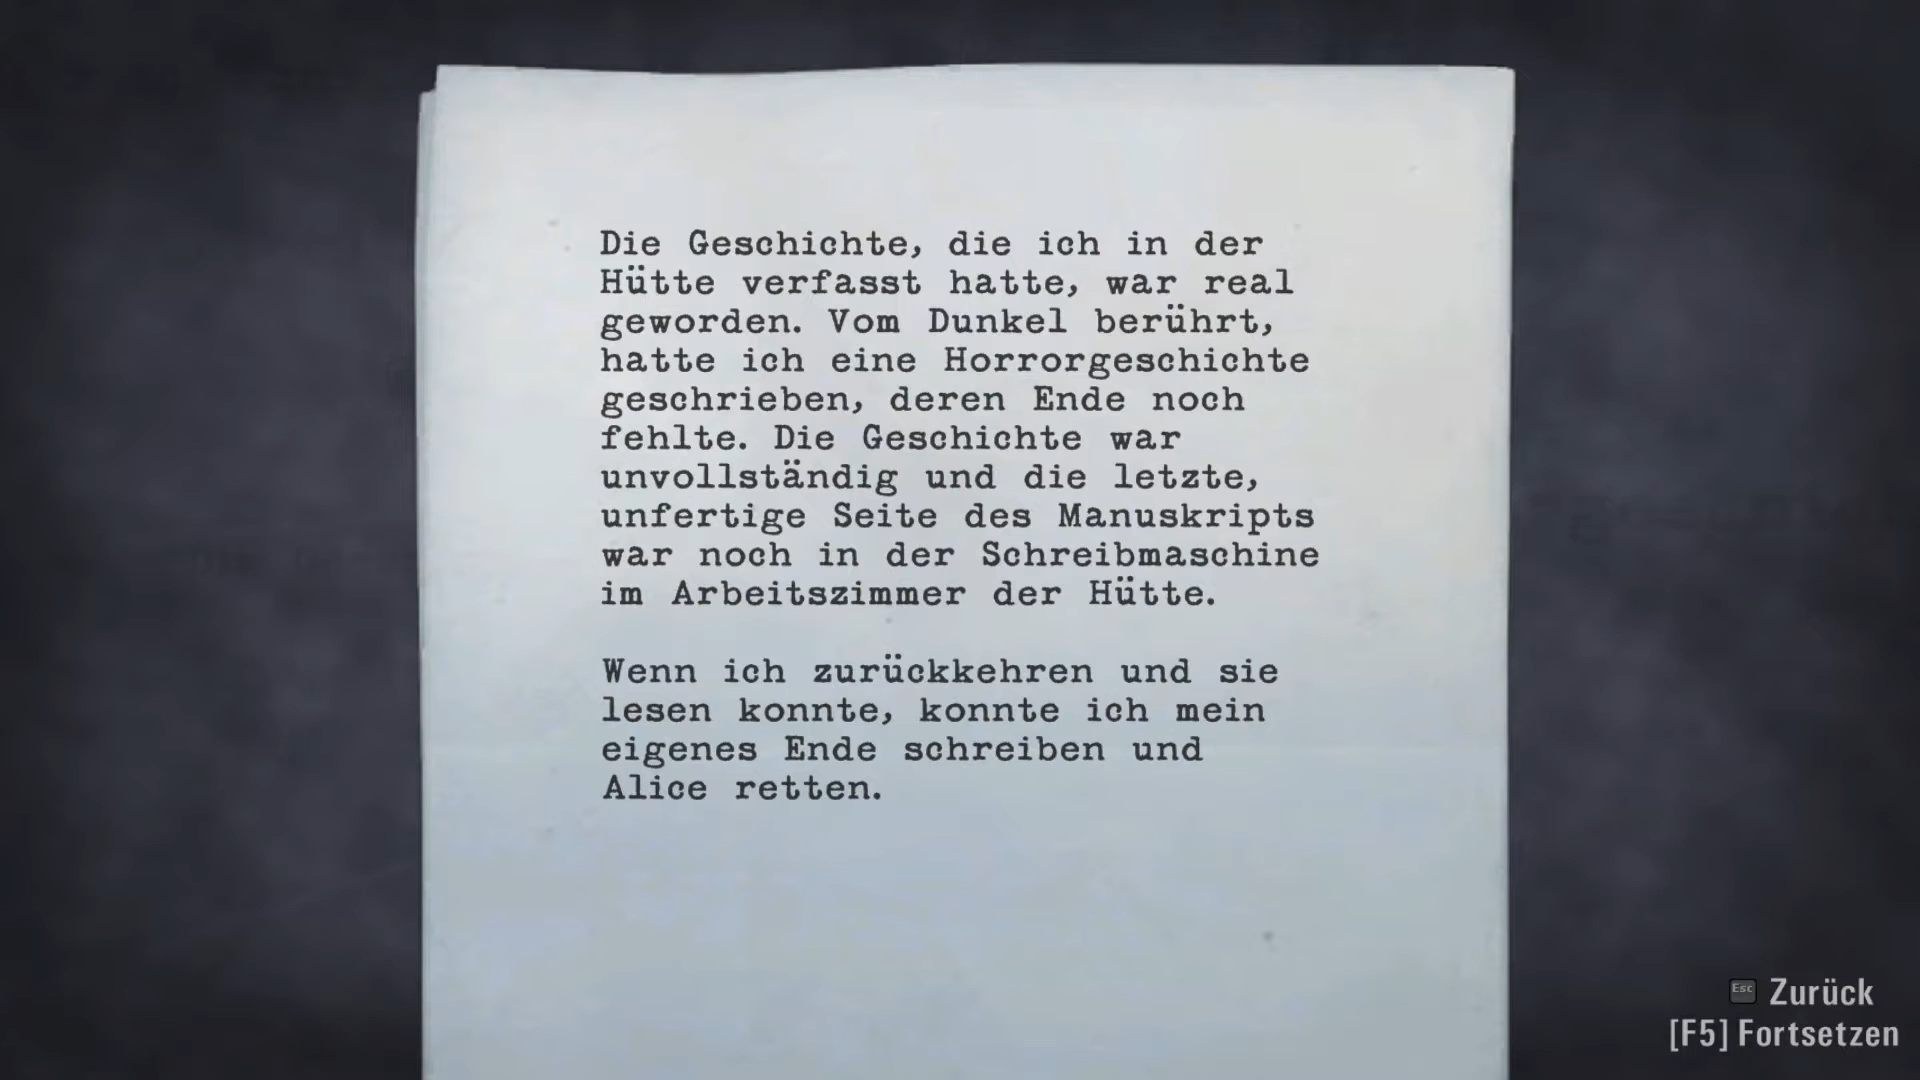 Die Geschichte, die ich in der
Hütte verfasst hatte, war real
geworden. Vom Dunkel berührt,
hatte ich eine Horrorgeschichte
geschrieben, deren Ende noch
fehlte. Die Geschichte war
unvollständig und die letzte,
unfertige Seite des Manuskripts
war noch in der Schreibmaschine
im Arbeitszimmer der Hütte.
Wenn ich zurückkehren und sie
lesen konnte, konnte ich mein
eigenes Ende schreiben und
Alice retten.
Esc Zurück
[F5] Fortsetzen